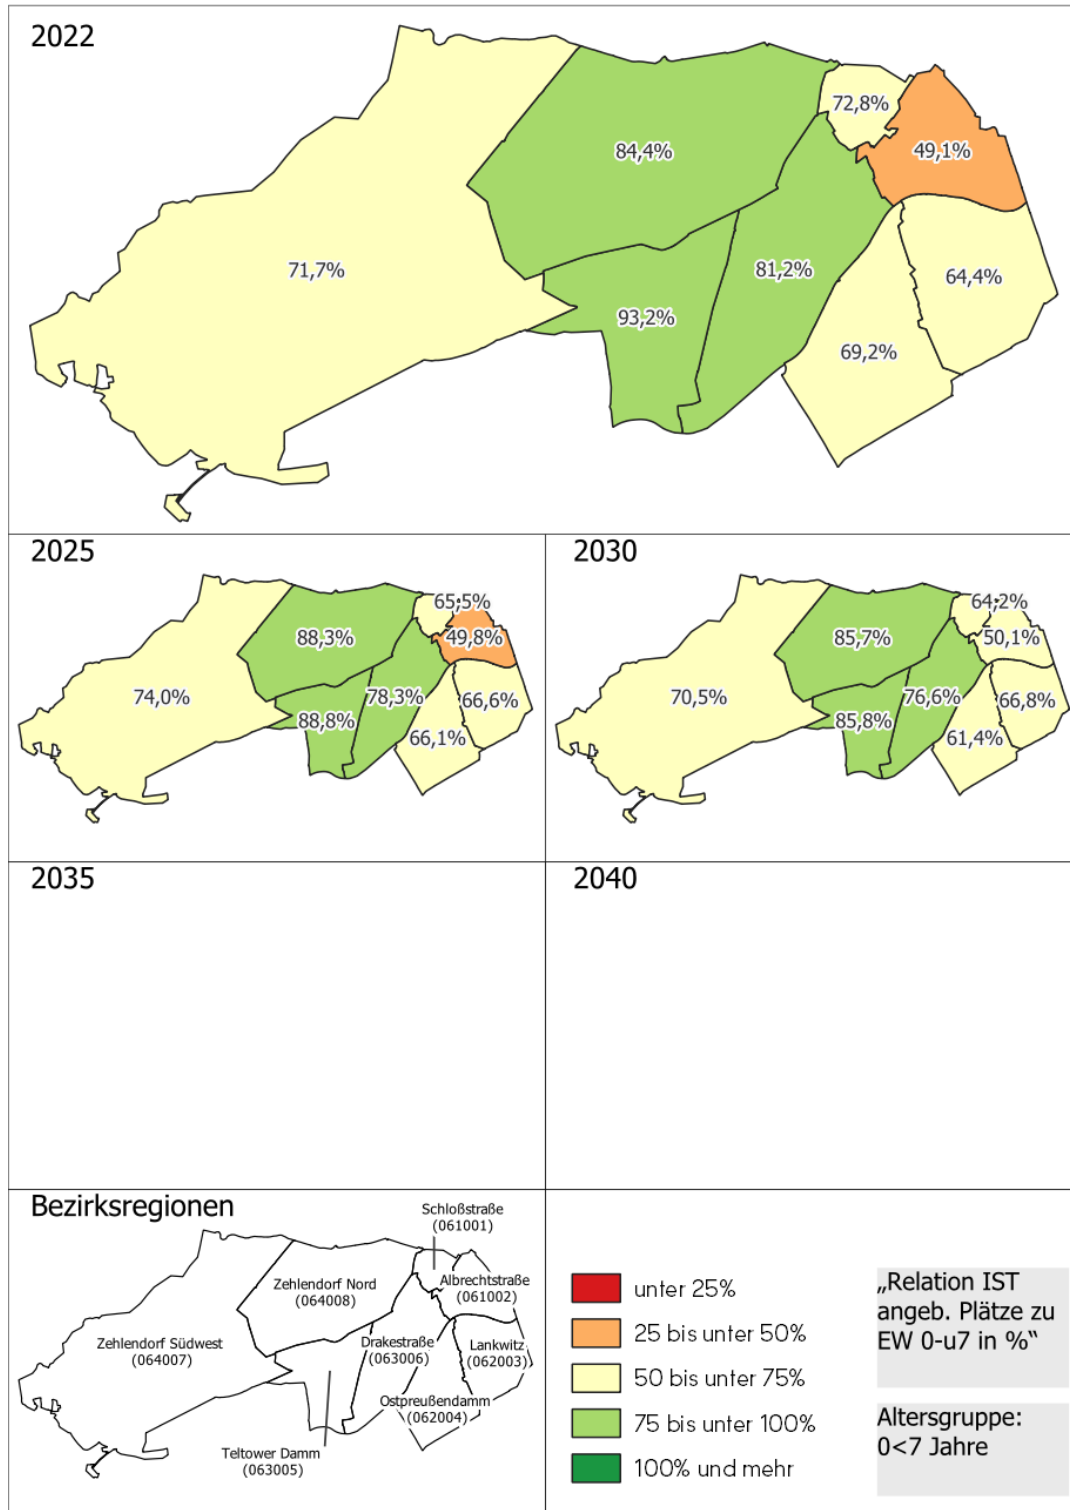 2022
72,8%
84,4%
49,1%
71,7%
81,2%
64,4%
93,2%
69,2%
2025
65,5%
88,3%
49,8%
74,0%
78,3%
66,6%
88,8%
66,1%
2030
64,2%
85,7%
50,1%
70,5%
76,6%
66,8%
85,8%
61,4%
2035
2040
Bezirksregionen
Schloßstraße
(061001)
Zehlendorf Nord
(064008)
Albrechtstraße
(061002)
Zehlendorf Südwest
(064007)
Drakestraße
(063006)
Lankwitz
(062003)
Ostpreußendamm
(062004)
Teltower Damm
(063005)
unter 25%
25 bis unter 50%
50 bis unter 75%
75 bis unter 100%
100% und mehr
„Relation IST
angeb. Plätze zu
EW 0-u7 in %“
Altersgruppe:
0<7 Jahre